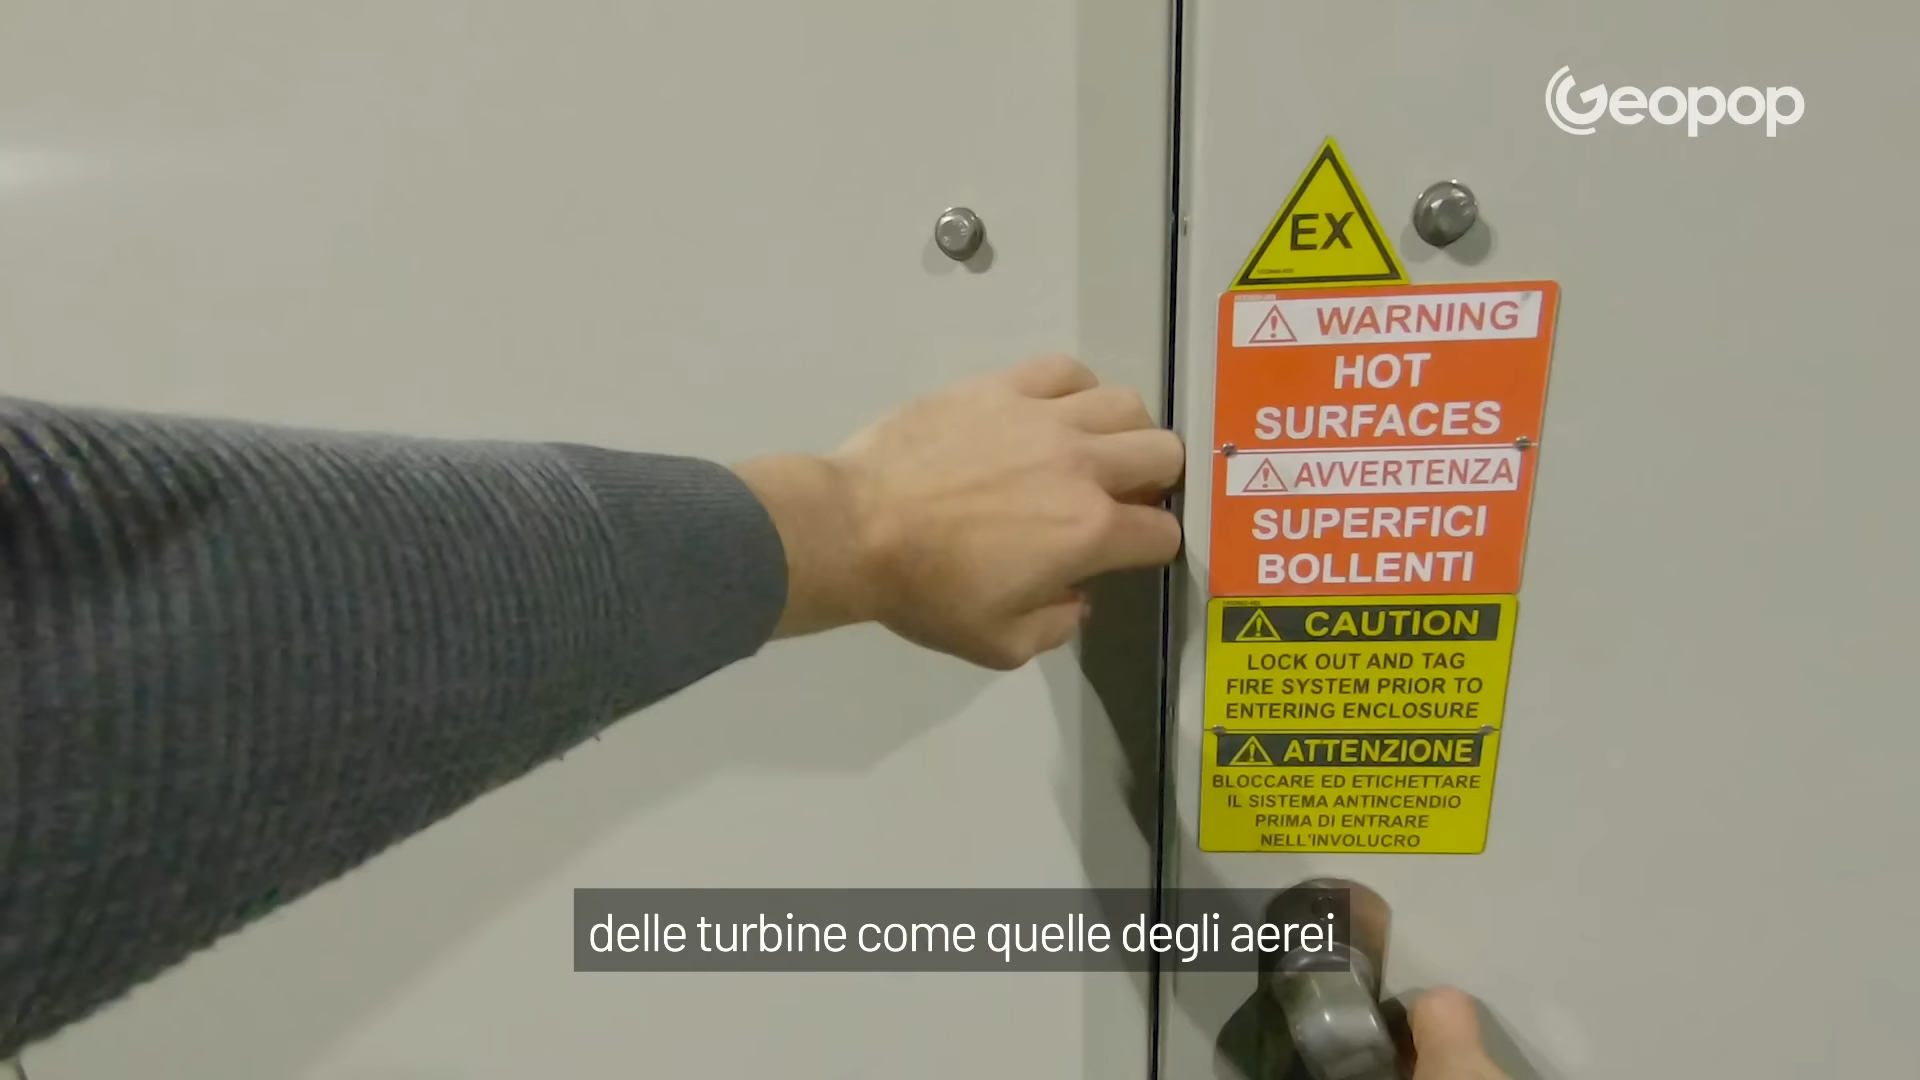 Geopop
EX
WARNING
HOT
SURFACES
AVVERTENZA
SUPERFICI
BOLLENTI
CAUTION
LOCK OUT AND TAG
FIRE SYSTEM PRIOR TO
ENTERING ENCLOSURE
ATTENZIONE
BLOCCARE ED ETICHETTARE
IL SISTEMA ANTINCENDIO
PRIMA DI ENTRARE
NELL'INVOLUCRO
delle turbine come quelle degli aerei